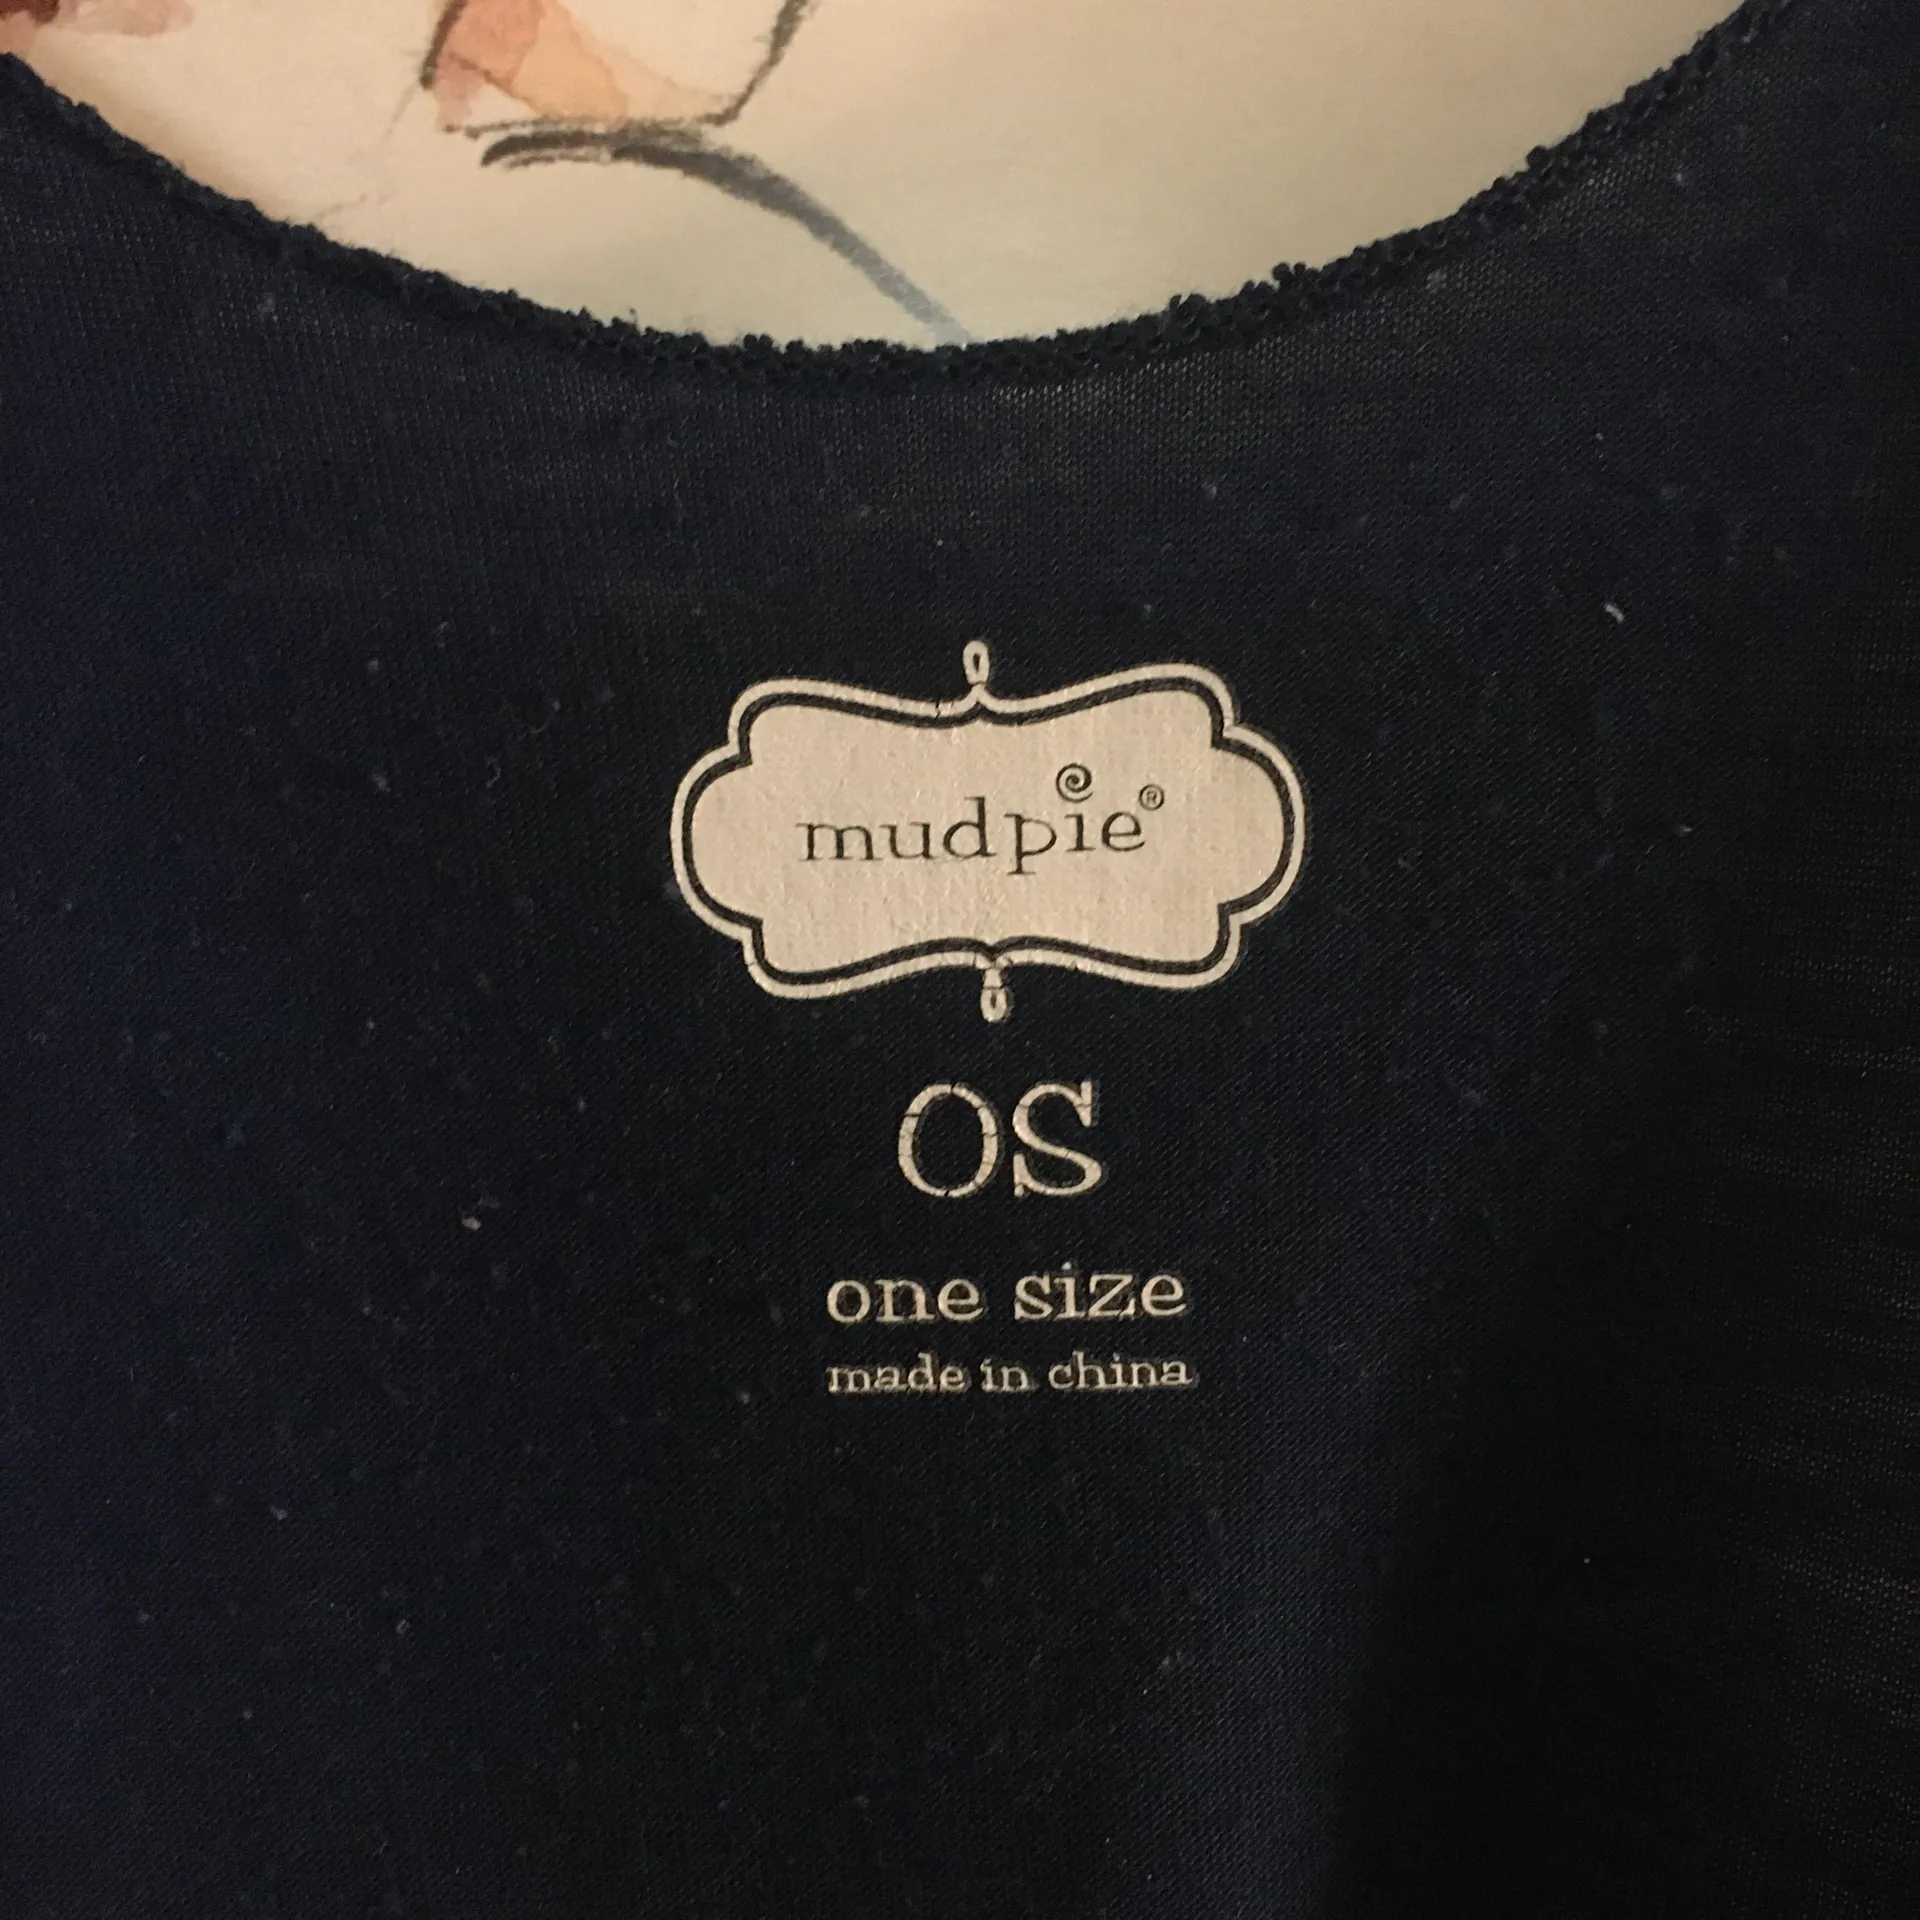 mudpie®
OS
one size
made in china